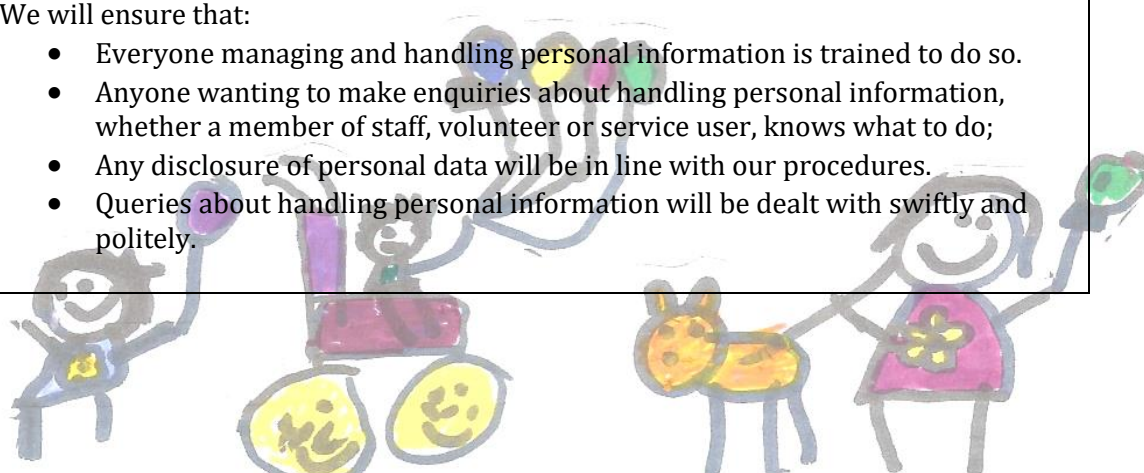 We will ensure that:
• Everyone managing and handling personal information is trained to do so.
• Anyone wanting to make enquiries about handling personal information,
whether a member of staff, volunteer or service user, knows what to do;
• Any disclosure of personal data will be in line with our procedures.
• Queries about handling personal information will be dealt with swiftly and
politely.